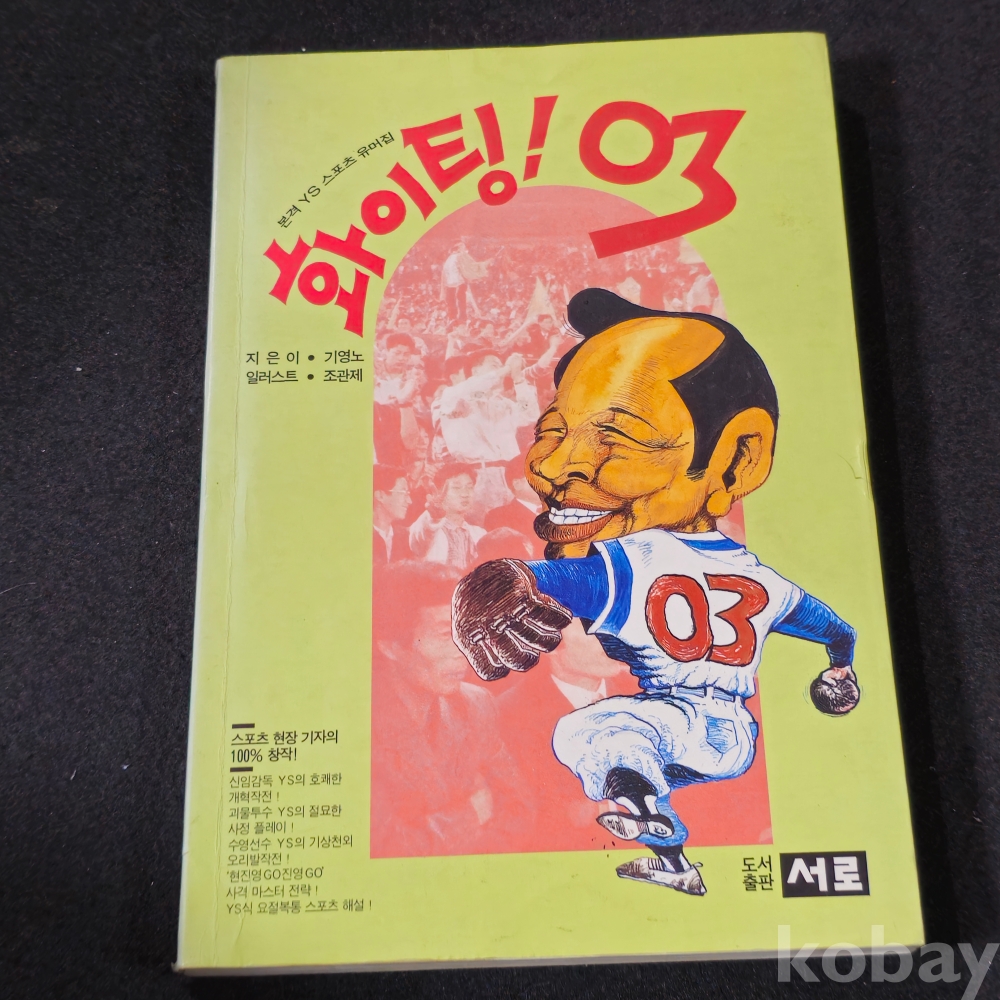 본격 YS 스포츠 유머집
화이팅! 03
지은이 • 기영노
일러스트 • 조관제
03
스포츠 현장 기자의
100% 창작!
신임감독 YS의 호쾌한
개혁작전!
괴물투수 YS의 절묘한
사정 플레이!
수영선수 YS의 기상천외
오리발작전!
'현진영GO진영GO'
사격 마스터 전략!
YS식 요절복통 스포츠 해설!
도서
출판 서로
kobay